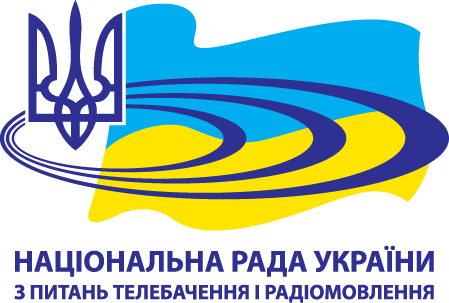 НАЦІОНАЛЬНА РАДА УКРАЇНИ
З ПИТАНЬ ТЕЛЕБАЧЕННЯ І РАДІОМОВЛЕННЯ